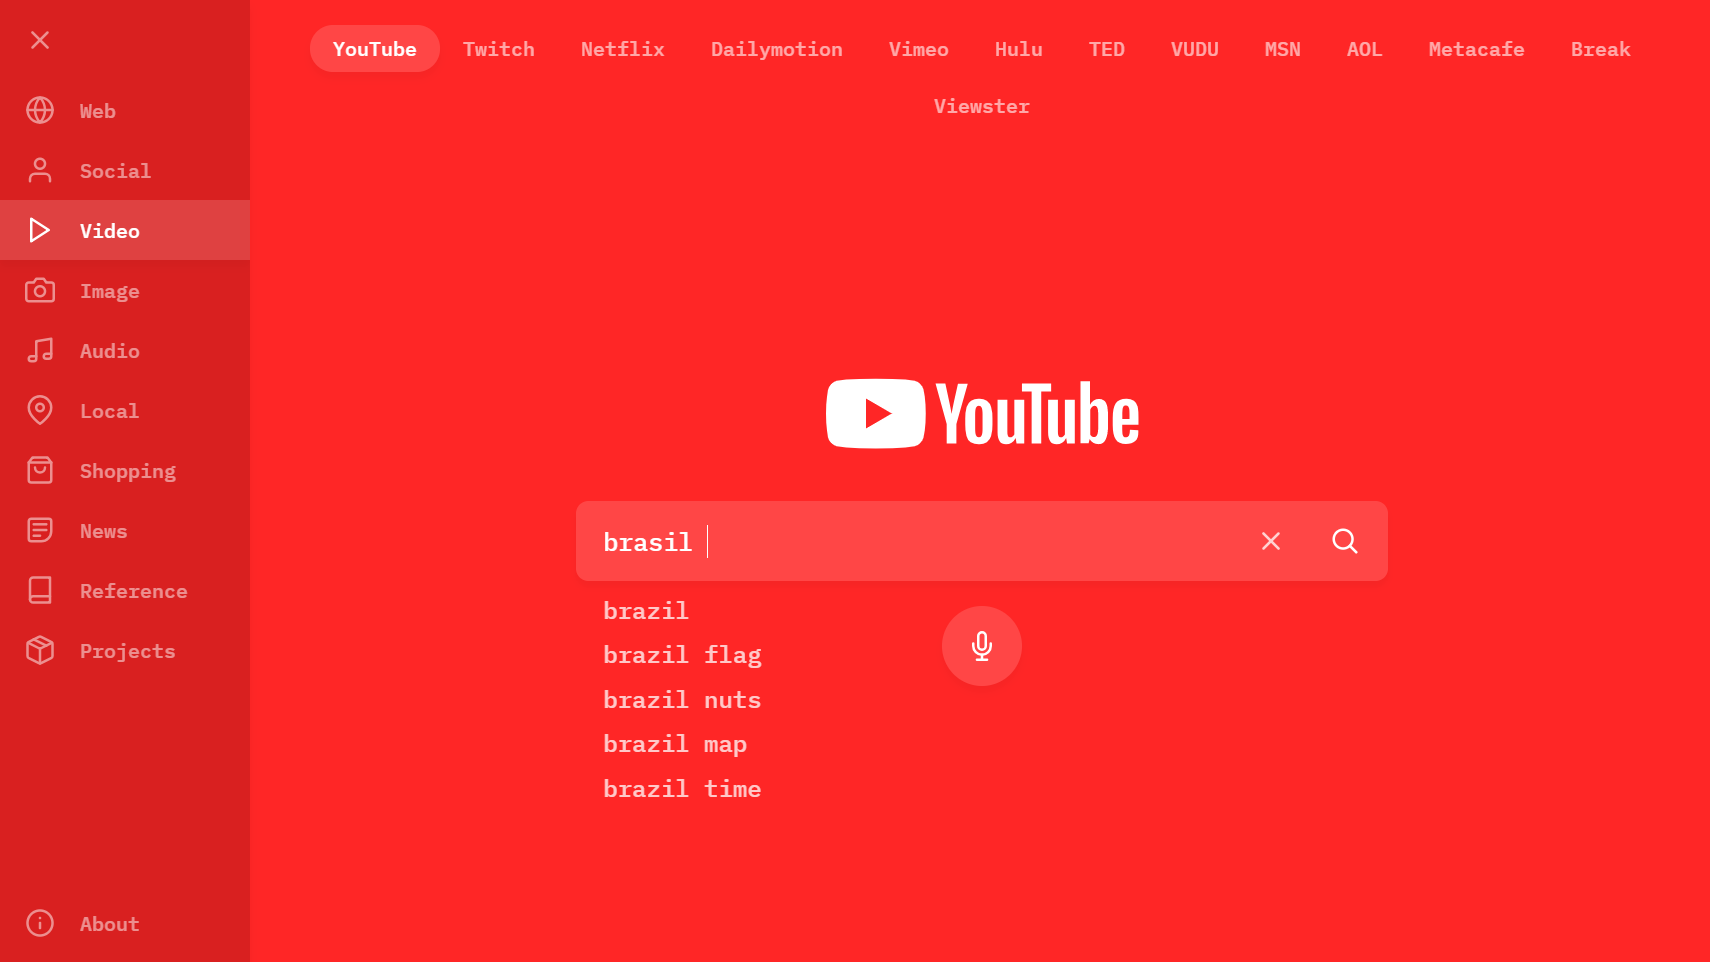 YouTube Twitch Netflix Dailymotion Vimeo Hulu TED VUDU MSN AOL Metacafe Break
Viewster
Web
Social
Video
Image
Audio
Local
Shopping
News
Reference
Projects
About
YouTube
brasil
brazil
brazil flag
brazil nuts
brazil map
brazil time